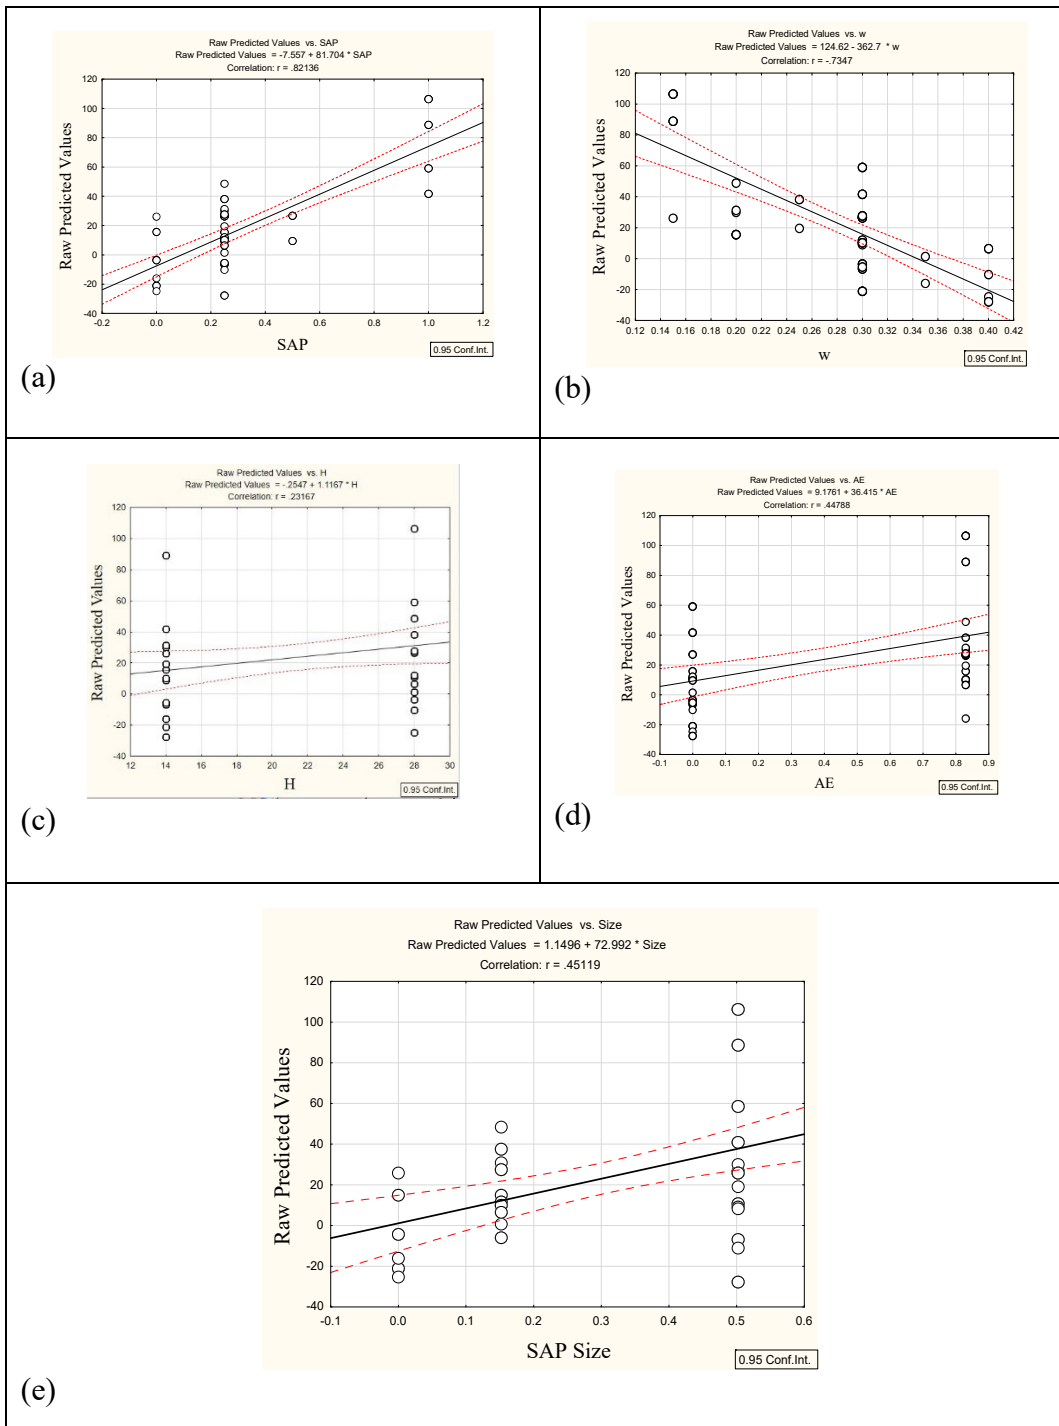 Raw Predicted Values vs. SAP
Raw Predicted Values = -7.557 + 81.704 * SAP
Correlation: r = .82136
120
100
80
60
40
20
0
-20
-40
Raw Predicted Values
-0.2 0.0 0.2 0.4 0.6 0.8 1.0 1.2
SAP
0.95 Conf.Int.
(a)
Raw Predicted Values vs. w
Raw Predicted Values = 124.62 - 362.7 * w
Correlation: r = -.7347
120
100
80
60
40
20
0
-20
-40
Raw Predicted Values
0.12 0.14 0.16 0.18 0.20 0.22 0.24 0.26 0.28 0.30 0.32 0.34 0.36 0.38 0.40 0.42
w
0.95 Conf.Int.
(b)
Raw Predicted Values vs. H
Raw Predicted Values = -.2547 + 1.1167 * H
Correlation: r = .23167
120
100
80
60
40
20
0
-20
-40
Raw Predicted Values
12 14 16 18 20 22 24 26 28 30
H
0.95 Conf.Int.
(c)
Raw Predicted Values vs. AE
Raw Predicted Values = 9.1761 + 36.415 * AE
Correlation: r = .44788
120
100
80
60
40
20
0
-20
-40
Raw Predicted Values
-0.1 0.0 0.1 0.2 0.3 0.4 0.5 0.6 0.7 0.8 0.9
AE
0.95 Conf.Int.
(d)
Raw Predicted Values vs. Size
Raw Predicted Values = 1.1496 + 72.992 * Size
Correlation: r = .45119
120
100
80
60
40
20
0
-20
-40
Raw Predicted Values
-0.1 0.0 0.1 0.2 0.3 0.4 0.5 0.6
SAP Size
0.95 Conf.Int.
(e)